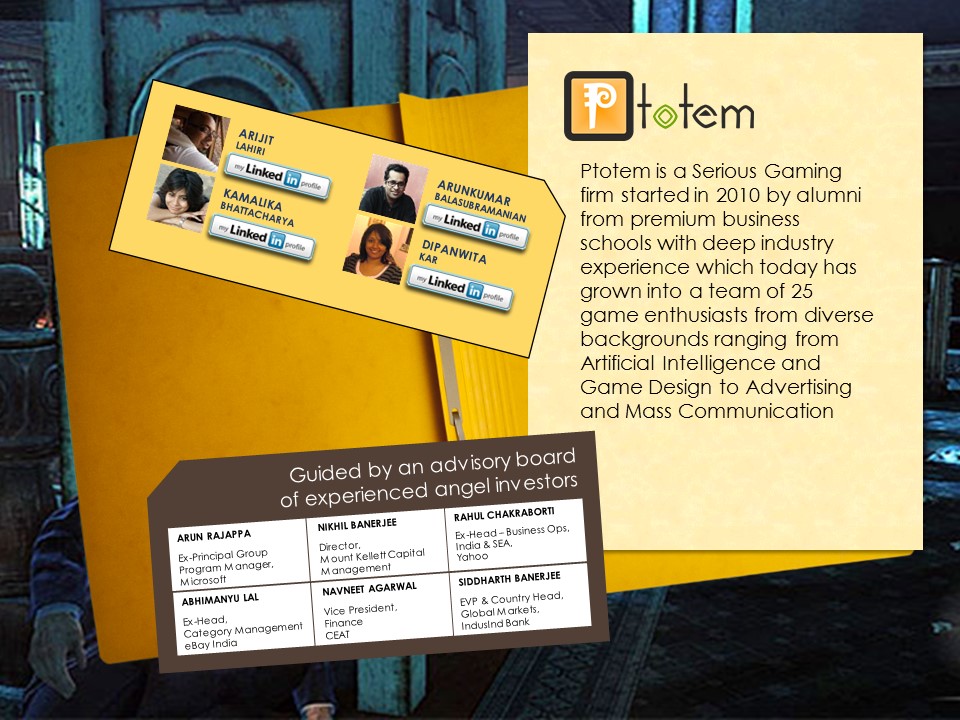 Ptotem
Ptotem is a Serious Gaming
firm started in 2010 by alumni
from premium business
schools with deep industry
experience which today has
grown into a team of 25
game enthusiasts from diverse
backgrounds ranging from
Artificial Intelligence and
Game Design to Advertising
and Mass Communication
ARIJIT
LAHIRI
my Linked in profile
KAMALIKA
BHATTACHARYA
my Linked in profile
ARUNKUMAR
BALASUBRAMANIAN
my Linked in profile
DIPANWITA
KAR
my Linked in profile
Guided by an advisory board
of experienced angel investors
ARUN RAJAPPA
Ex-Principal Group
Program Manager,
Microsoft
NIKHIL BANERJEE
Director,
Mount Kellett Capital
Management
RAHUL CHAKRABORTI
Ex-Head – Business Ops,
India & SEA,
Yahoo
ABHIMANYU LAL
Ex-Head,
Category Management
eBay India
NAVNEET AGARWAL
Vice President,
Finance
CEAT
SIDDHARTH BANERJEE
EVP & Country Head,
Global Markets,
IndusInd Bank